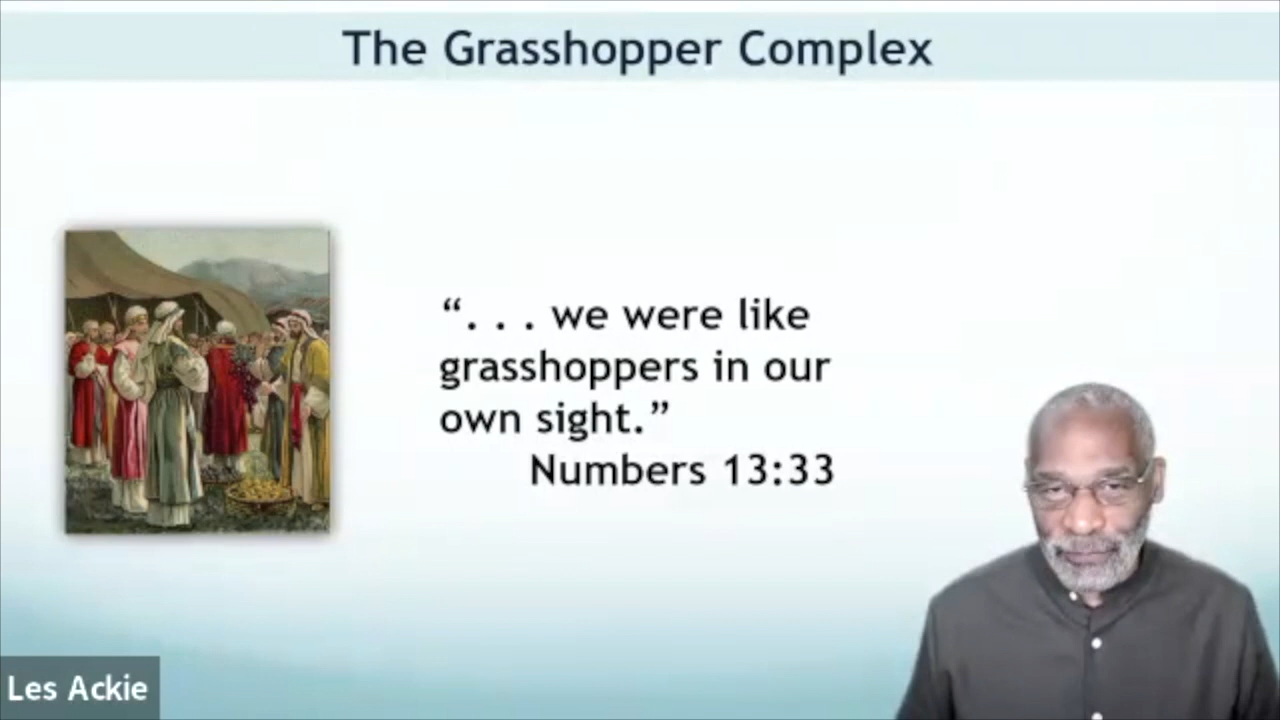 The Grasshopper Complex
“. . . we were like
grasshoppers in our
own sight.”
Numbers 13:33
Les Ackie